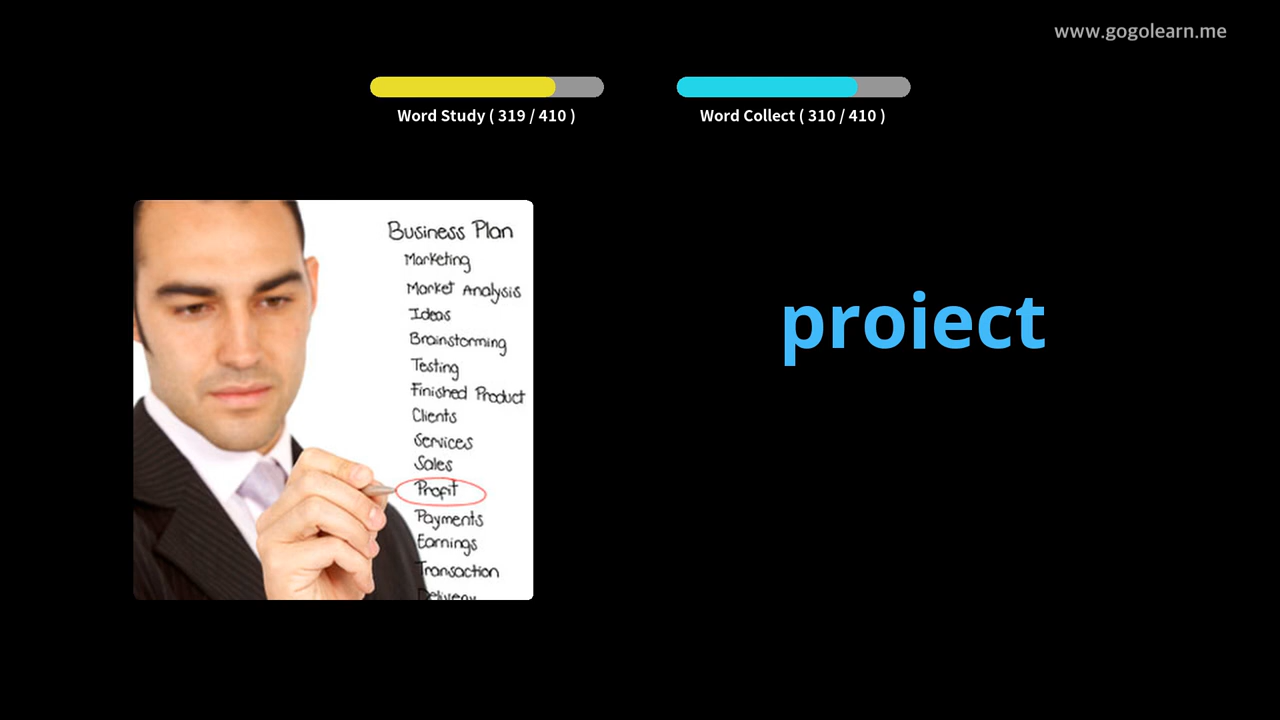 www.gogolearn.me
Word Study ( 319 / 410 )
Word Collect ( 310 / 410 )
Business Plan
Marketing
Market Analysis
Ideas
Brainstorming
Testing
Finished Product
Clients
Services
Sales
Profit
Payments
Earnings
Transaction
Delivery
proiect